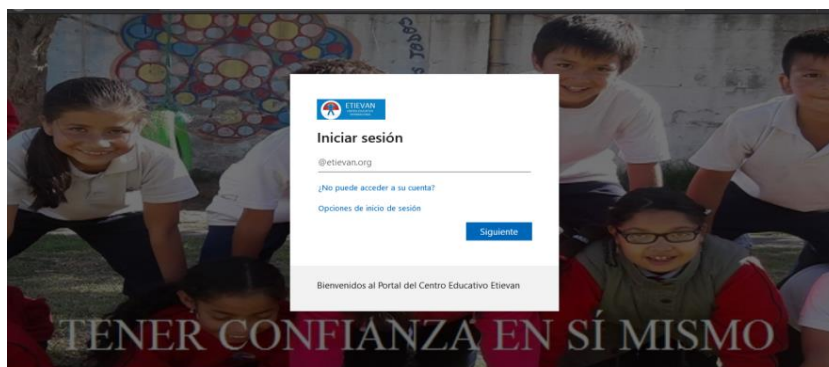 TODOS
ETIEVAN
Iniciar sesión
@etievan.org
¿No puede acceder a su cuenta?
Opciones de inicio de sesión
Siguiente
Bienvenidos al Portal del Centro Educativo Etievan
TENER CONFIANZA EN SÍ MISMO